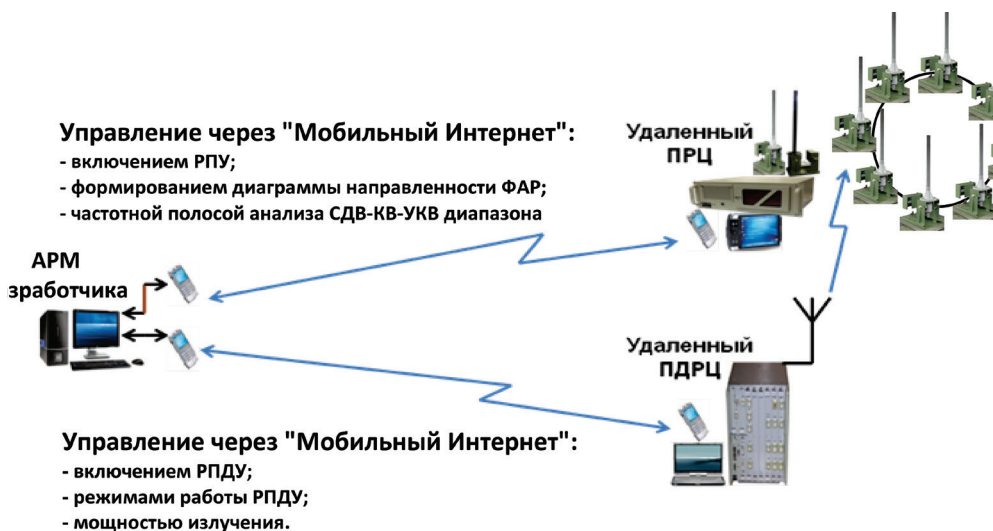 Управление через "Мобильный Интернет":
- включением РПУ;
- формированием диаграммы направленности ФАР;
- частотной полосой анализа СДВ-КВ-УКВ диапазона
Удаленный
ПРЦ
АРМ
зработчика
Удаленный
ПДРЦ
Управление через "Мобильный Интернет":
- включением РПДУ;
- режимами работы РПДУ;
- мощностью излучения.